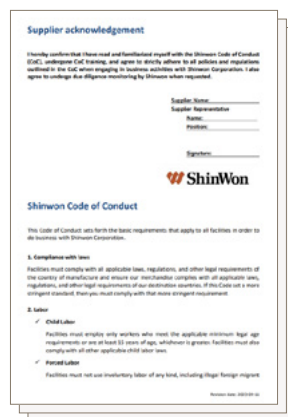 Supplier acknowledgement
I hereby confirm that I have read and familiarized myself with the Shinwon Code of Conduct
(CoC), undergone CoC training, and agree to strictly adhere to all policies and regulations
outlined in the CoC when engaging in business activities with Shinwon Corporation. I also
agree to undergo due diligence monitoring by Shinwon when requested.
Supplier Name:
Supplier Representative
Name:
Position:
Signature:
ShinWon
Shinwon Code of Conduct
This Code of Conduct sets forth the basic requirements that apply to all facilities in order to
do business with Shinwon Corporation.
1. Compliance with laws
Facilities must comply with all applicable laws, regulations, and other legal requirements of
the country of manufacture and ensure our merchandise complies with all applicable laws,
regulations, and other legal requirements of our destination countries. If this Code set a more
stringent standard, then you must comply with that more stringent requirement.
2. Labor
✓ Child Labor
Facilities must employ only workers who meet the applicable minimum legal age
requirements or are at least 15 years of age, whichever is greater. Facilities must also
comply with all other applicable child labor laws.
✓ Forced Labor
Facilities must not use involuntary labor of any kind, including illegal foreign migrant
Revision Date: